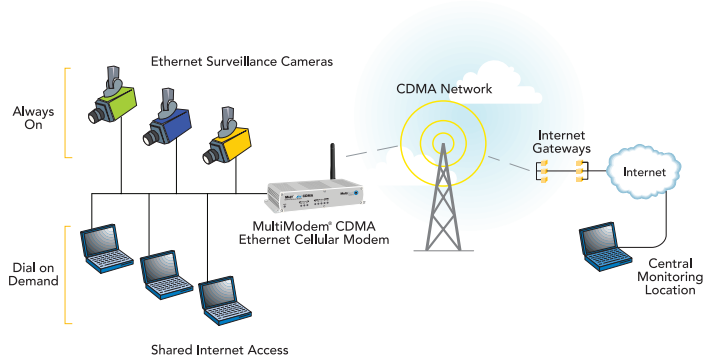 Ethernet Surveillance Cameras
Always
On
CDMA Network
Internet
Gateways
Internet
MultiModem® CDMA
Ethernet Cellular Modem
Dial on
Demand
Central
Monitoring
Location
Shared Internet Access